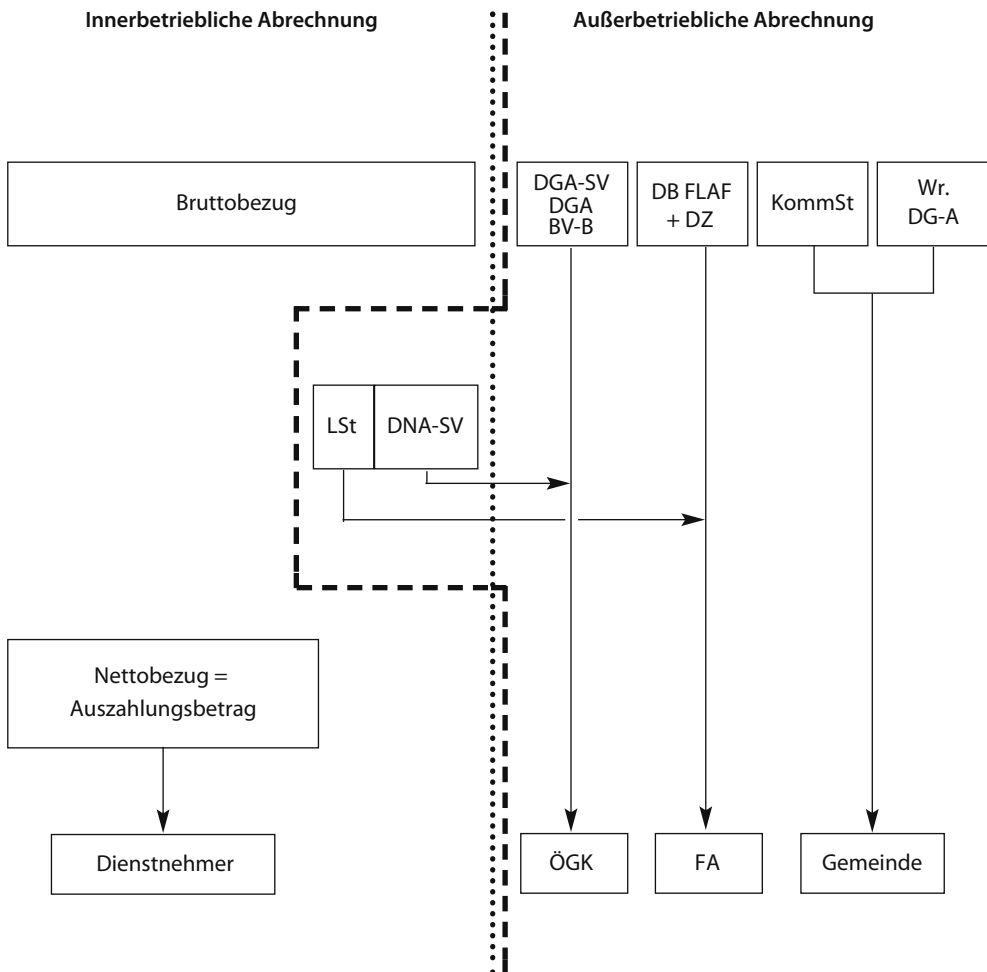 Innerbetriebliche Abrechnung
Außerbetriebliche Abrechnung
Bruttobezug
DGA-SV
DGA
BV-B
DB FLAF
+ DZ
KommSt
Wr.
DG-A
LSt
DNA-SV
Nettobezug =
Auszahlungsbetrag
Dienstnehmer
ÖGK
FA
Gemeinde